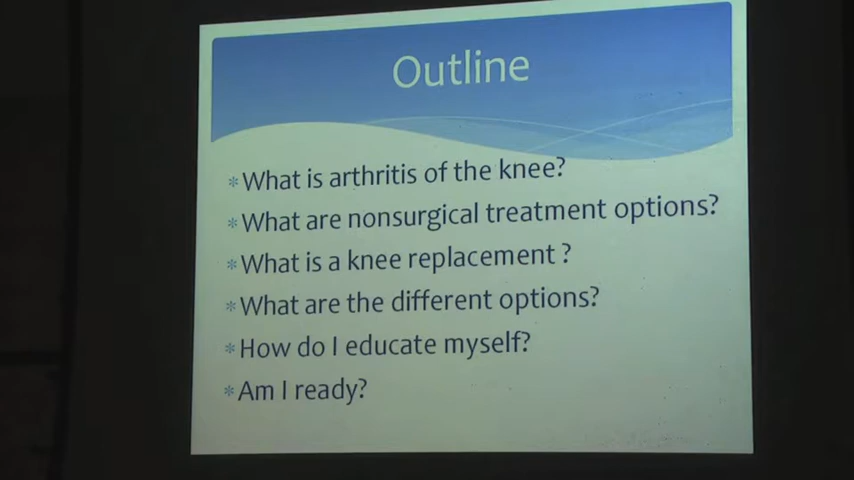 Outline
* What is arthritis of the knee?
* What are nonsurgical treatment options?
* What is a knee replacement ?
* What are the different options?
* How do I educate myself?
* Am I ready?